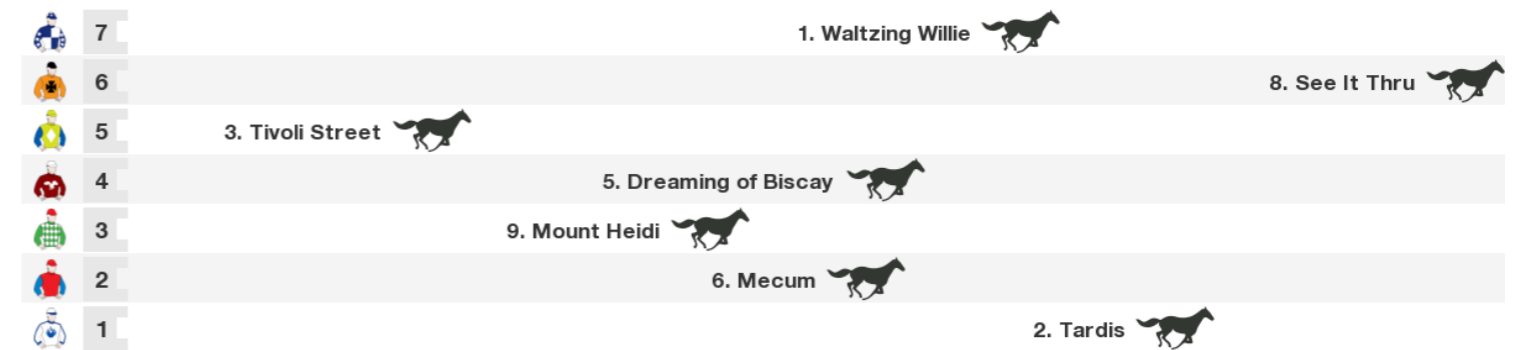 7 1. Waltzing Willie
6 8. See It Thru
5 3. Tivoli Street
4 5. Dreaming of Biscay
3 9. Mount Heidi
2 6. Mecum
1 2. Tardis